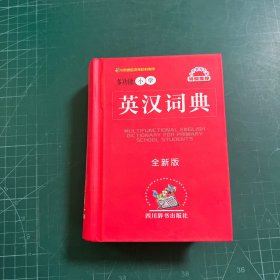 多功能
小学
英汉词典
MULTIFUNCTIONAL ENGLISH
DICTIONARY FOR PRIMARY
SCHOOL STUDENTS
全新版
四川辞书出版社